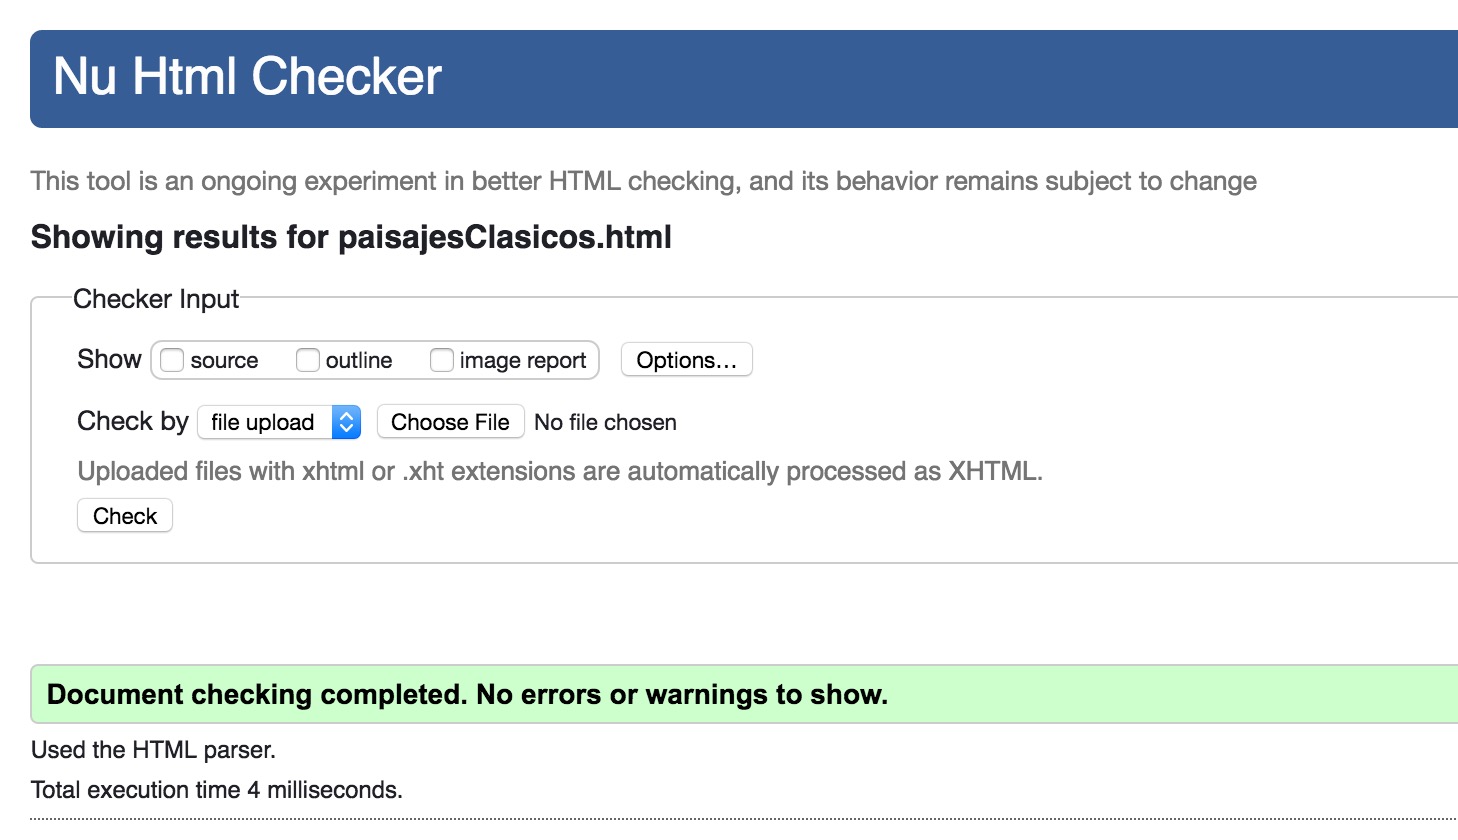 Nu Html Checker
This tool is an ongoing experiment in better HTML checking, and its behavior remains subject to change
Showing results for paisajesClasicos.html
Checker Input
Show source outline image report Options...
Check by file upload Choose File No file chosen
Uploaded files with xhtml or .xht extensions are automatically processed as XHTML.
Check
Document checking completed. No errors or warnings to show.
Used the HTML parser.
Total execution time 4 milliseconds.